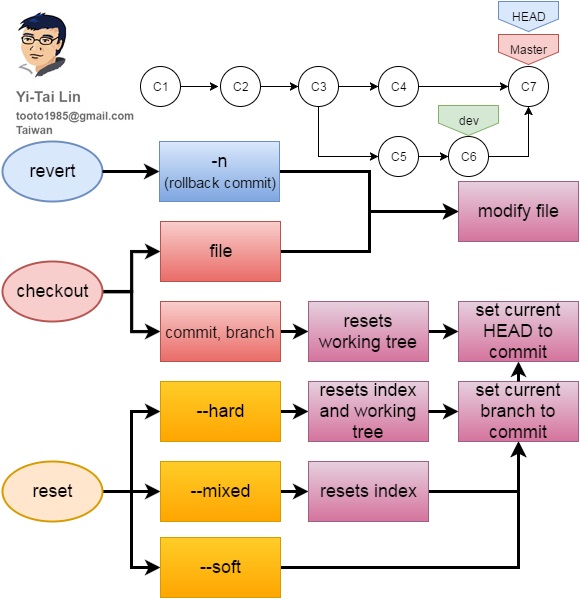 HEAD
Master
C1
C2
C3
C4
C7
Yi-Tai Lin
tooto1985@gmail.com
Taiwan
dev
C5
C6
revert
-n
(rollback commit)
modify file
file
checkout
commit, branch
resets
working tree
set current
HEAD to
commit
--hard
resets index
and working
tree
set current
branch to
commit
reset
--mixed
resets index
--soft